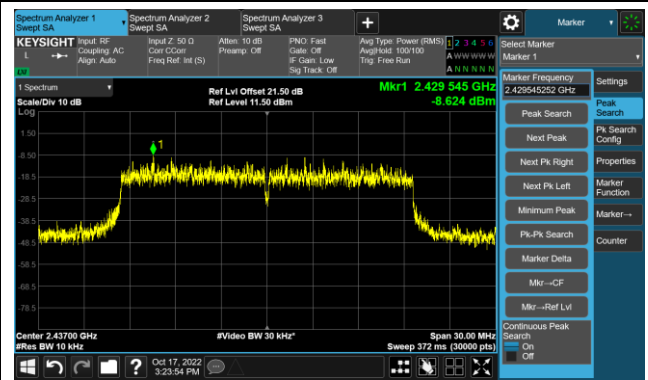 Spectrum Analyzer 1
Swept SA
Spectrum Analyzer 2
Swept SA
Spectrum Analyzer 3
Swept SA
+
Marker
KEYSIGHT
L
LW
Input: RF
Coupling: AC
Align: Auto
Input Z: 50 Ω
Corr CCorr
Freq Ref: Int (S)
Atten: 10 dB
Preamp: Off
PNO: Fast
Gate: Off
IF Gain: Low
Sig Track: Off
Avg Type: Power (RMS)
Avg|Hold: 100/100
Trig: Free Run
1 2 3 4 5 6
A W W W W W
A N N N N N
Select Marker
Marker 1
1 Spectrum
Scale/Div 10 dB
Log
Ref Lvl Offset 21.50 dB
Ref Level 11.50 dBm
Mkr1 2.429 545 GHz
-8.624 dBm
1.50
-8.50
-18.5
-28.5
-38.5
-48.5
-58.5
-68.5
-78.5
1
Center 2.43700 GHz
#Res BW 10 kHz
#Video BW 30 kHz*
Span 30.00 MHz
Sweep 372 ms (30000 pts)
Marker Frequency
2.429545252 GHz
Peak Search
Next Peak
Next Pk Right
Next Pk Left
Minimum Peak
Pk-Pk Search
Marker Delta
Mkr→CF
Mkr→Ref Lvl
Continuous Peak
Search
On
Off
Settings
Peak
Search
Pk Search
Config
Properties
Marker
Function
Marker→
Counter
?
Oct 17, 2022
3:23:54 PM